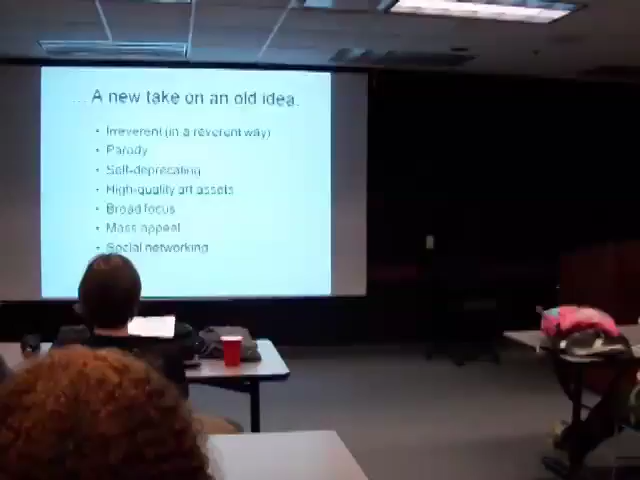 ... A new take on an old idea.
• Irreverent (in a reverent way)
• Parody
• Self-deprecating
• High-quality art assets
• Broad focus
• Mass appeal
• Social networking